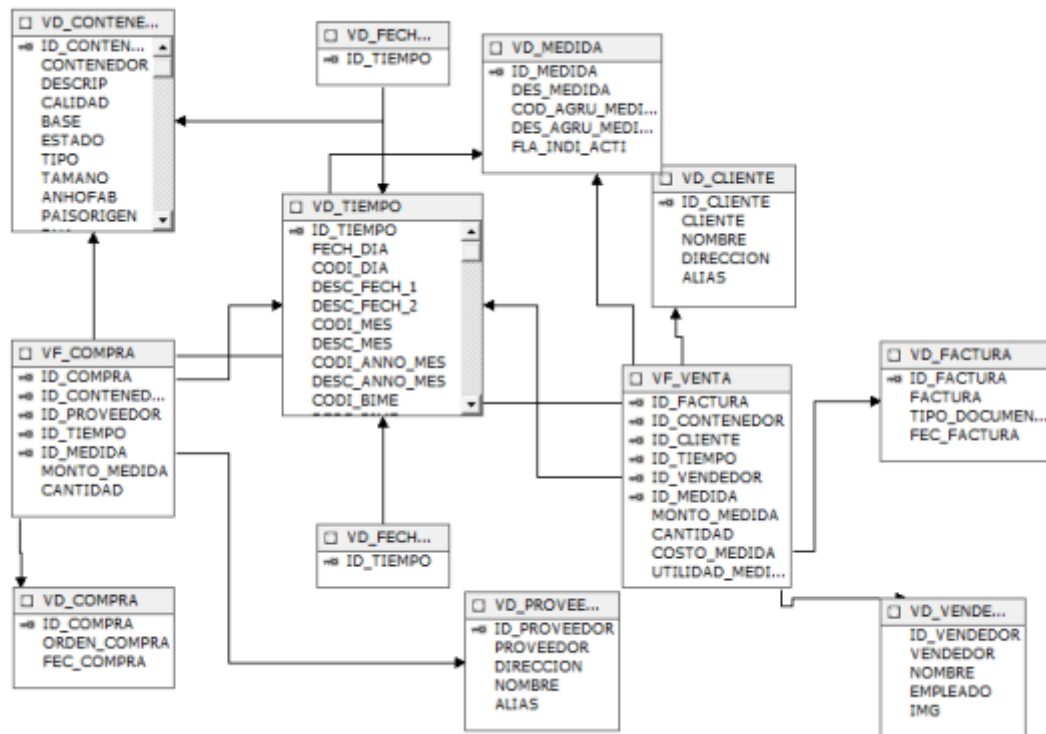 VD_CONTENE...
ID_CONTEN...
CONTENEDOR
DESCRIP
CALIDAD
BASE
ESTADO
TIPO
TAMANO
ANHOFAB
PAISORIGEN
VD_FECH...
ID_TIEMPO
VD_MEDIDA
ID_MEDIDA
DES_MEDIDA
COD_AGRU_MEDI...
DES_AGRU_MEDI...
FLA_INDI_ACTI
VD_CLIENTE
ID_CLIENTE
CLIENTE
NOMBRE
DIRECCION
ALIAS
VD_TIEMPO
ID_TIEMPO
FECH_DIA
CODI_DIA
DESC_FECH_1
DESC_FECH_2
CODI_MES
DESC_MES
CODI_ANNO_MES
DESC_ANNO_MES
CODI_BIME
VF_COMPRA
ID_COMPRA
ID_CONTENED...
ID_PROVEEDOR
ID_TIEMPO
ID_MEDIDA
MONTO_MEDIDA
CANTIDAD
VF_VENTA
ID_FACTURA
ID_CONTENEDOR
ID_CLIENTE
ID_TIEMPO
ID_VENDEDOR
ID_MEDIDA
MONTO_MEDIDA
CANTIDAD
COSTO_MEDIDA
UTILIDAD_MEDI...
VD_FACTURA
ID_FACTURA
FACTURA
TIPO_DOCUMEN...
FEC_FACTURA
VD_FECH...
ID_TIEMPO
VD_COMPRA
ID_COMPRA
ORDEN_COMPRA
FEC_COMPRA
VD_PROVEE...
ID_PROVEEDOR
PROVEEDOR
DIRECCION
NOMBRE
ALIAS
VD_VENDE...
ID_VENDEDOR
VENDEDOR
NOMBRE
EMPLEADO
IMG